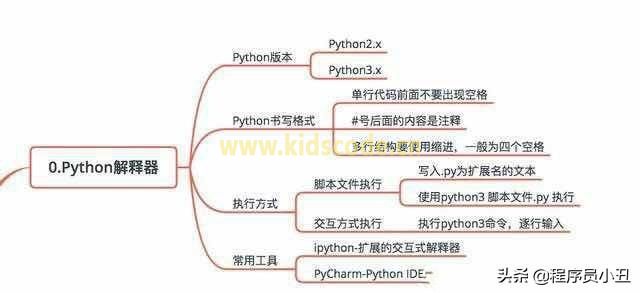 0.Python解释器
Python版本
Python2.x
Python3.x
Python书写格式
单行代码前面不要出现空格
#号后面的内容是注释
多行结构要使用缩进，一般为四个空格
执行方式
脚本文件执行
写入.py为扩展名的文本
使用python3 脚本文件.py 执行
交互方式执行
执行python3命令，逐行输入
常用工具
ipython-扩展的交互式解释器
PyCharm-Python IDE
www.kidscode.cn
头条 @程序员小丑